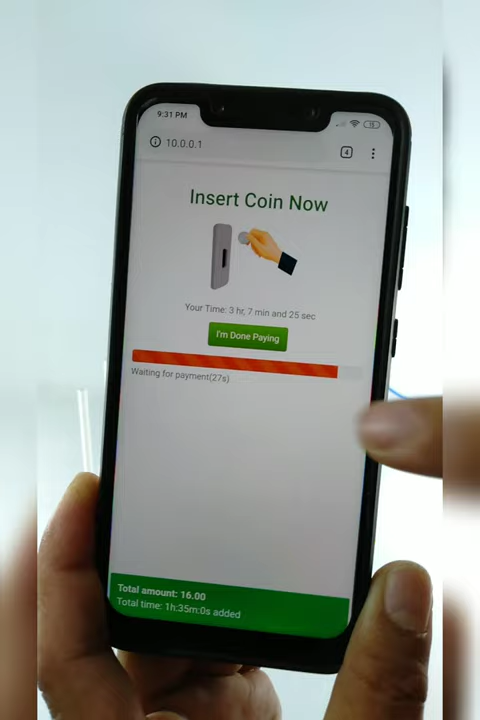 9:31 PM
10.0.0.1
4
Insert Coin Now
Your Time: 3 hr, 7 min and 25 sec
I'm Done Paying
Waiting for payment(27s)
Total amount: 16.00
Total time: 1h:35m:0s added